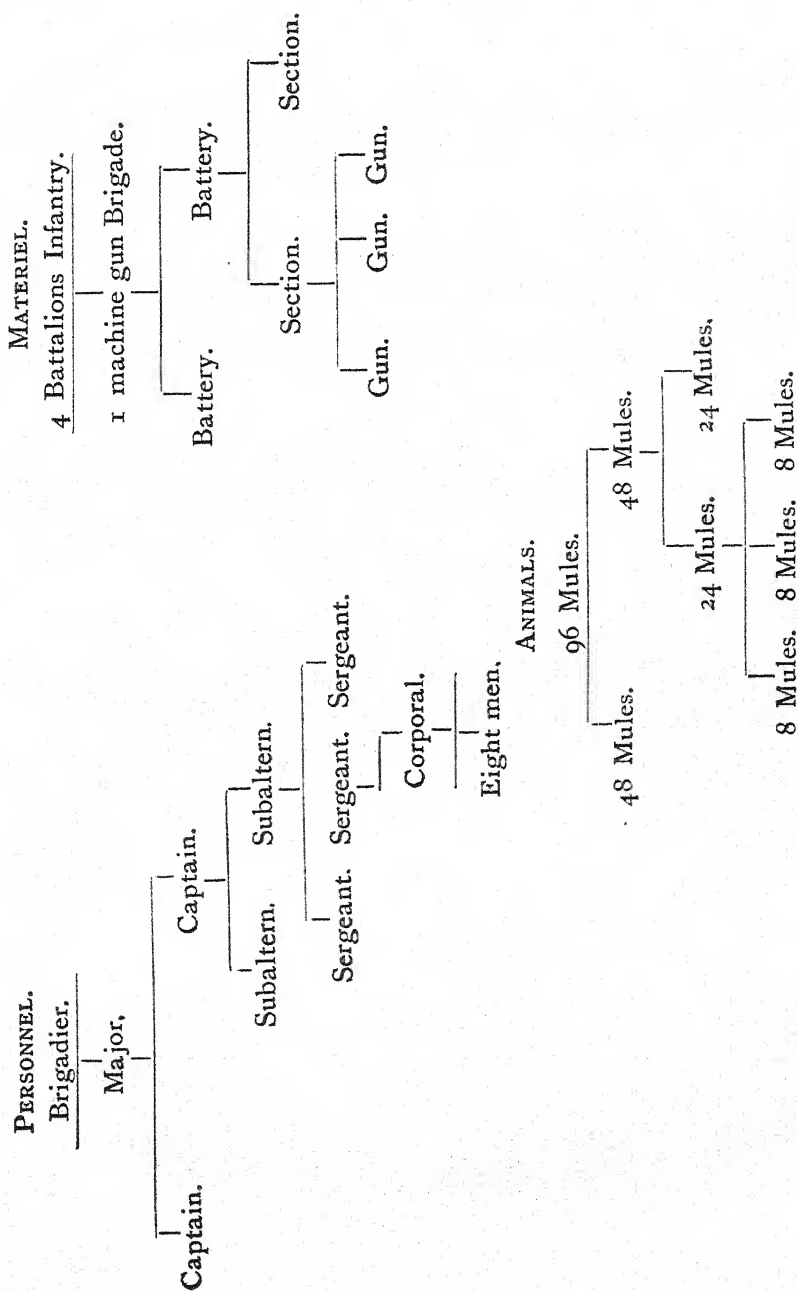 PERSONNEL.
Brigadier.
Major.
Captain. Captain.
Subaltern. Subaltern.
Sergeant. Sergeant. Sergeant.
Corporal.
Eight men.
MATERIEL.
4 Battalions Infantry.
1 machine gun Brigade.
Battery. Battery.
Section. Section.
Gun. Gun. Gun.
ANIMALS.
96 Mules.
48 Mules. 48 Mules.
24 Mules. 24 Mules.
8 Mules. 8 Mules. 8 Mules.